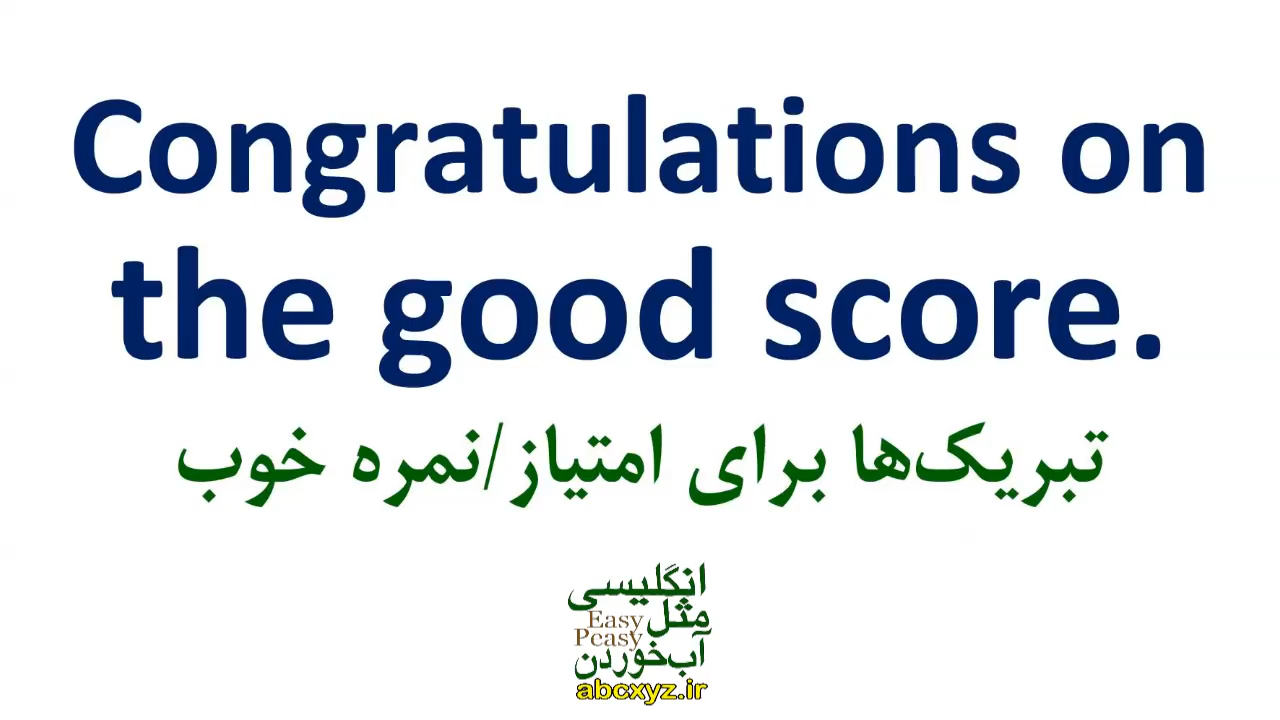 Congratulations on
the good score.
تبریک‌ها برای امتیاز/نمره خوب
انگلیسی
مثل
Easy
Peasy
آب‌خوردن
abcxyz.ir